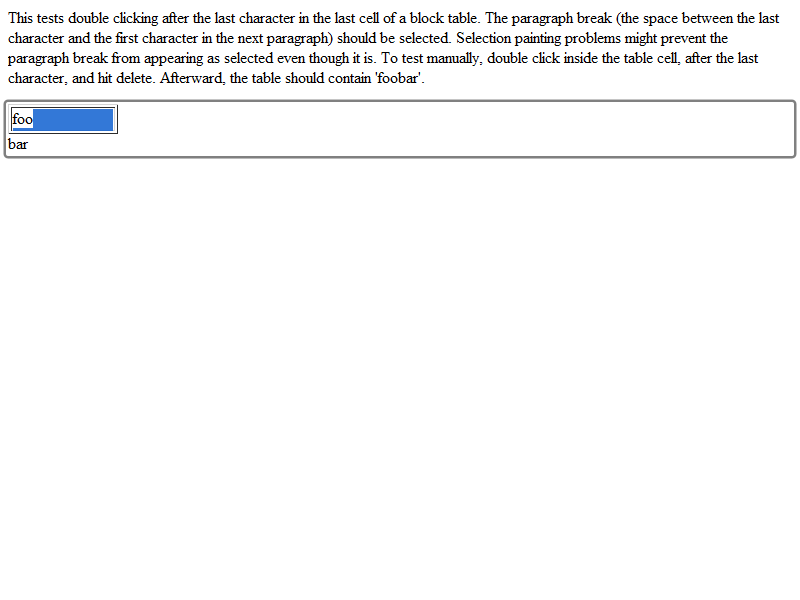 This tests double clicking after the last character in the last cell of a block table. The paragraph break (the space between the last
character and the first character in the next paragraph) should be selected. Selection painting problems might prevent the
paragraph break from appearing as selected even though it is. To test manually, double click inside the table cell, after the last
character, and hit delete. Afterward, the table should contain 'foobar'.
foo
bar